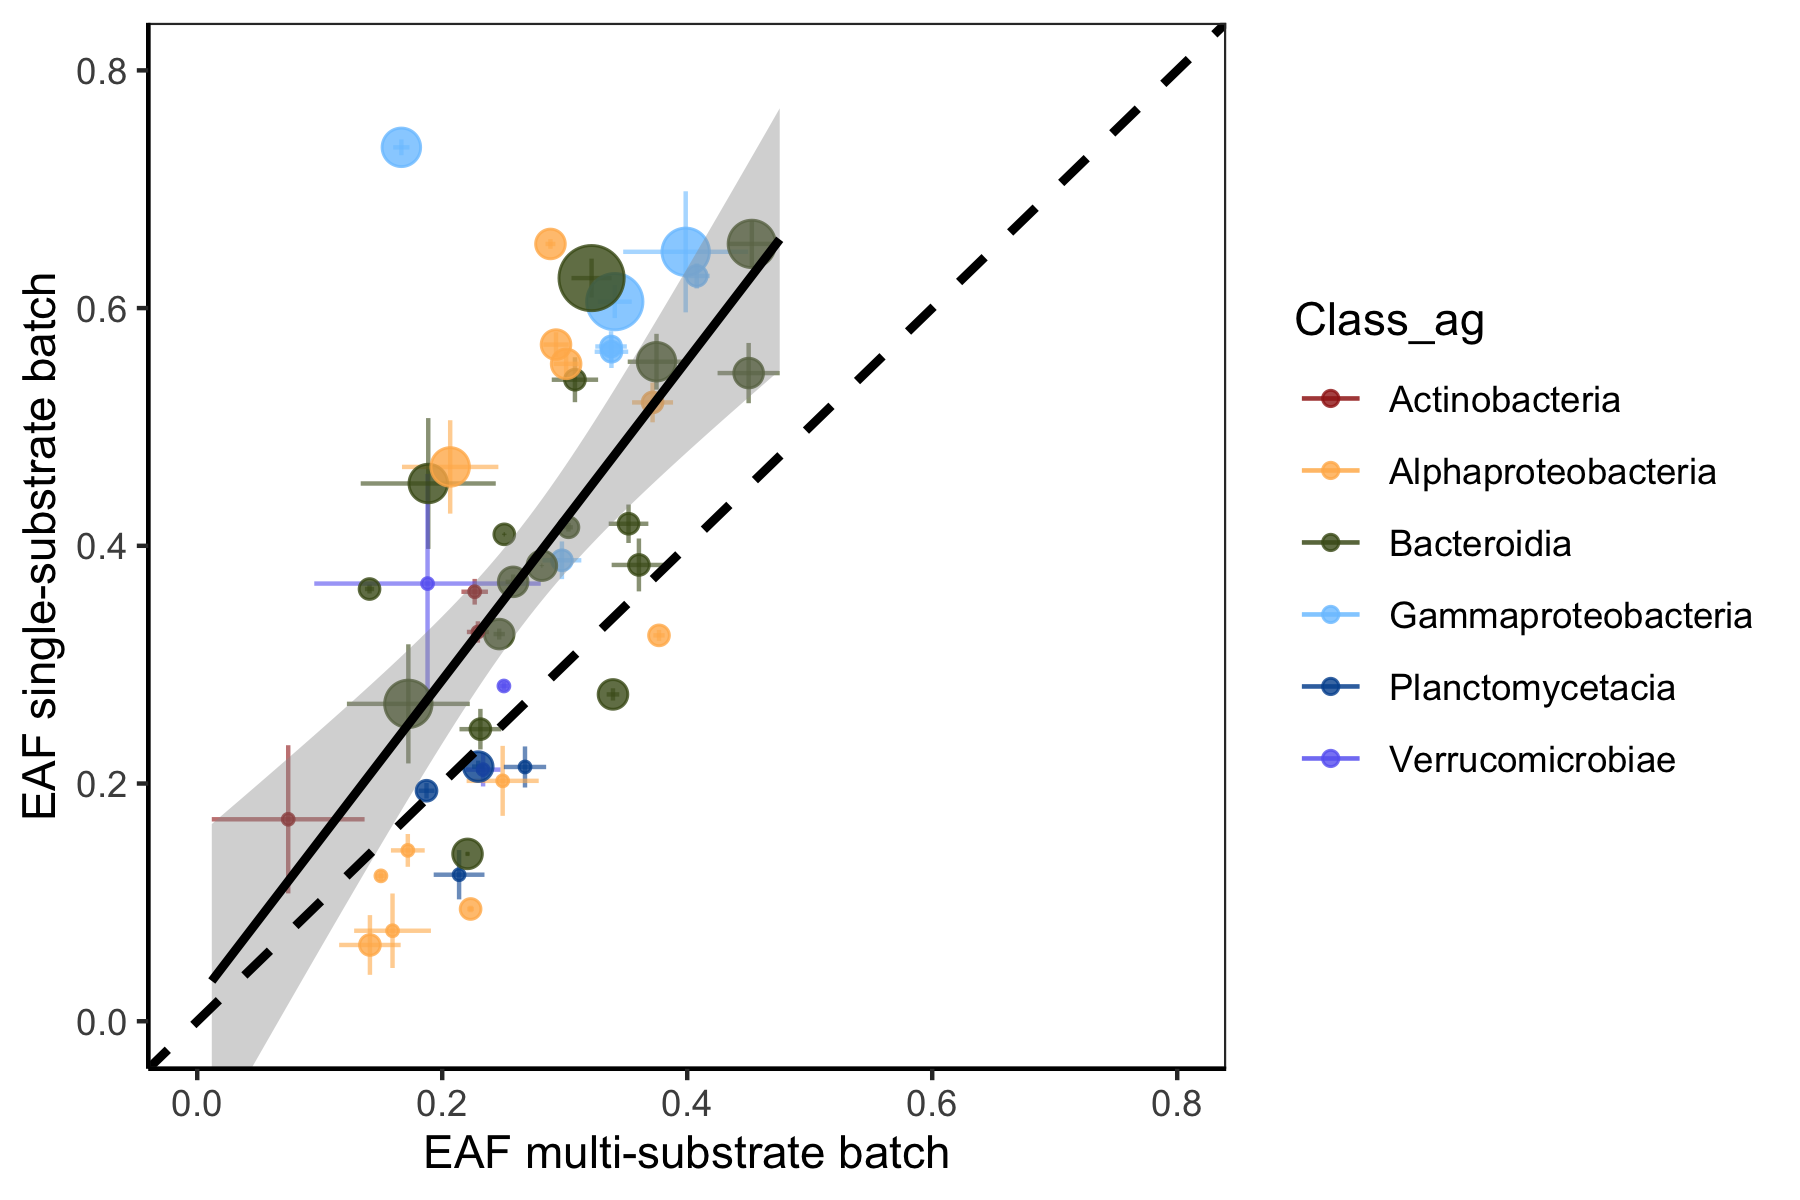 EAF single-substrate batch
0.8
0.6
0.4
0.2
0.0
0.0 0.2 0.4 0.6 0.8
EAF multi-substrate batch
Class_ag
Actinobacteria
Alphaproteobacteria
Bacteroidia
Gammaproteobacteria
Planctomycetacia
Verrucomicrobiae